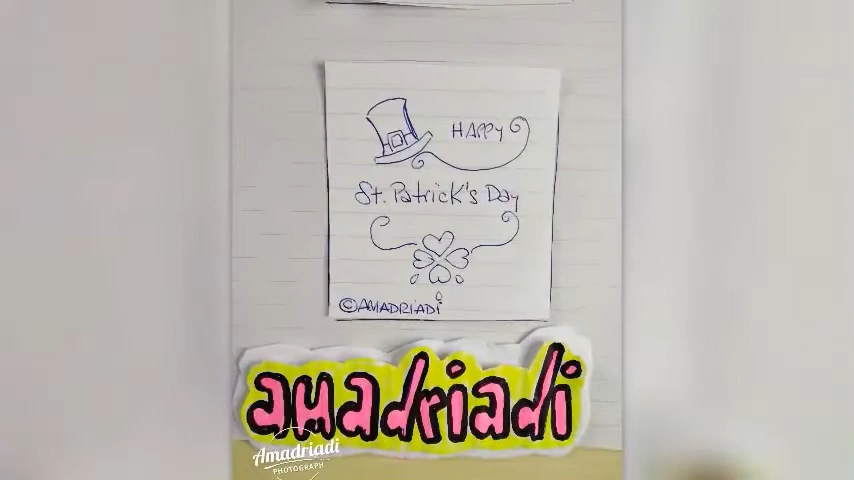 HAPPY
St. Patrick's Day
©AMADRIADi
amadriadi
Amadriadi
PHOTOGRAPH